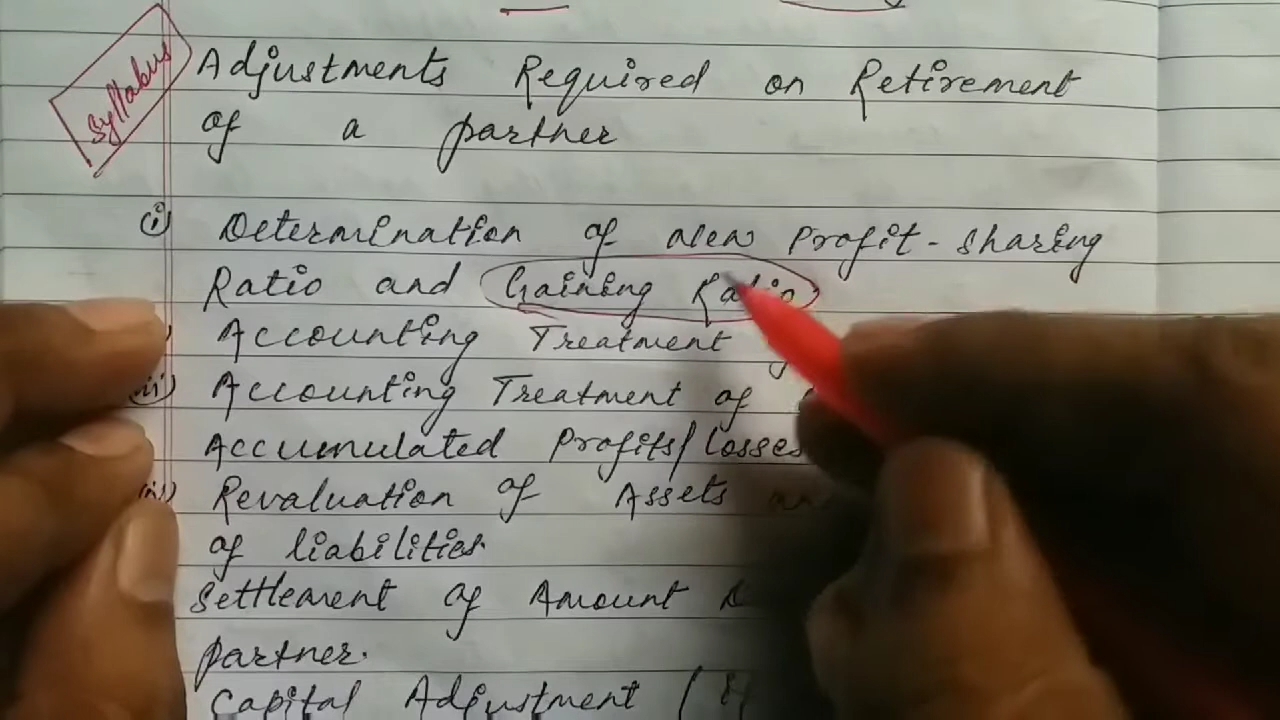 Syllabus
Adjustments Required on Retirement
of a partner
(i) Determination of New Profit-sharing
Ratio and Gaining Ratio
Accounting Treatment
(iii) Accounting Treatment of
Accumulated Profits/Losses
Revaluation of Assets
of liabilities
Settlement of Amount
partner.
Capital Adjustment (